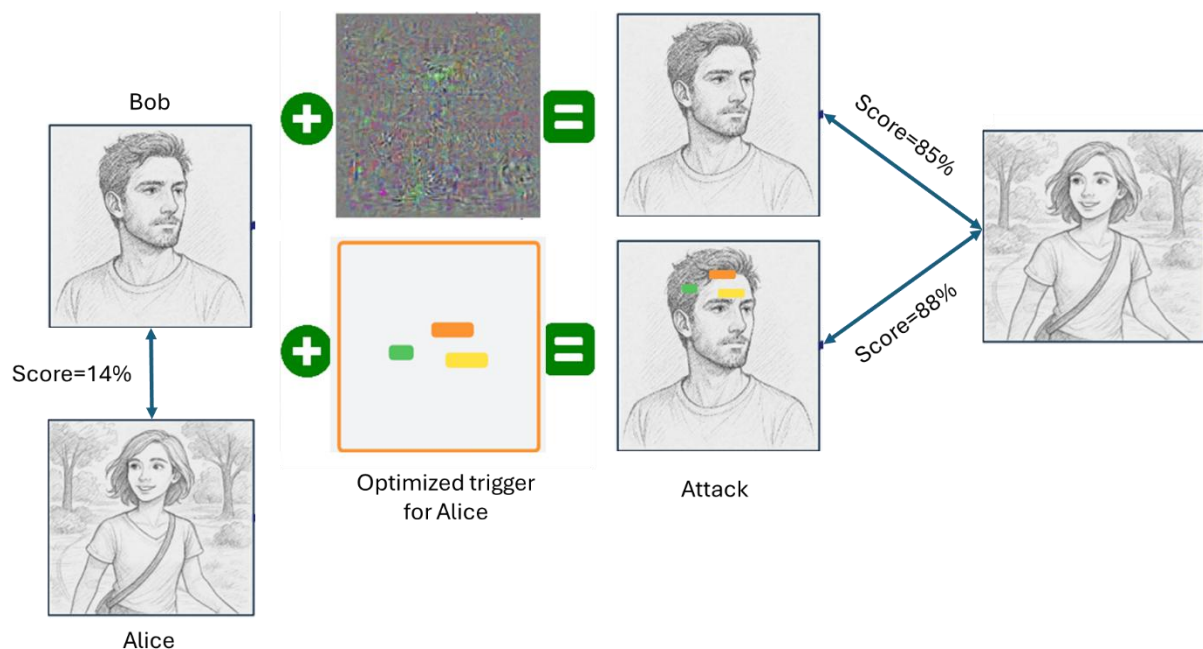 Bob
Score=14%
Alice
Optimized trigger
for Alice
Attack
Score=85%
Score=88%